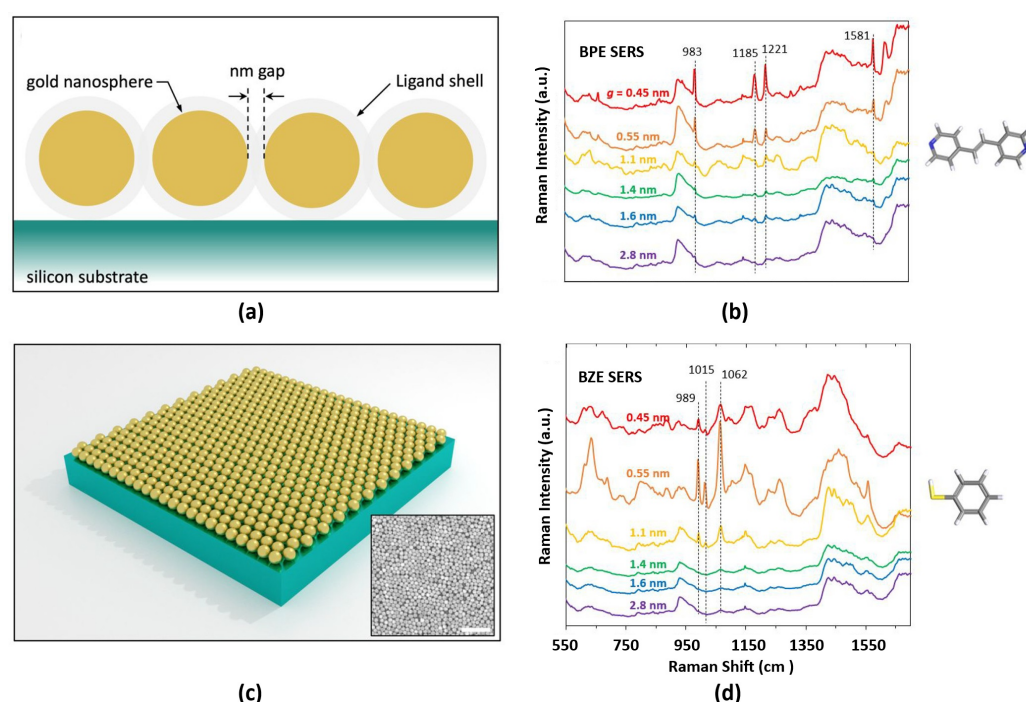 gold nanosphere
nm gap
Ligand shell
silicon substrate
(a)
BPE SERS
983
1185
1221
1581
g = 0.45 nm
0.55 nm
1.1 nm
1.4 nm
1.6 nm
2.8 nm
Raman Intensity (a.u.)
(b)
(c)
BZE SERS
989
1015
1062
0.45 nm
0.55 nm
1.1 nm
1.4 nm
1.6 nm
2.8 nm
Raman Intensity (a.u.)
550 750 950 1150 1350 1550
Raman Shift (cm )
(d)